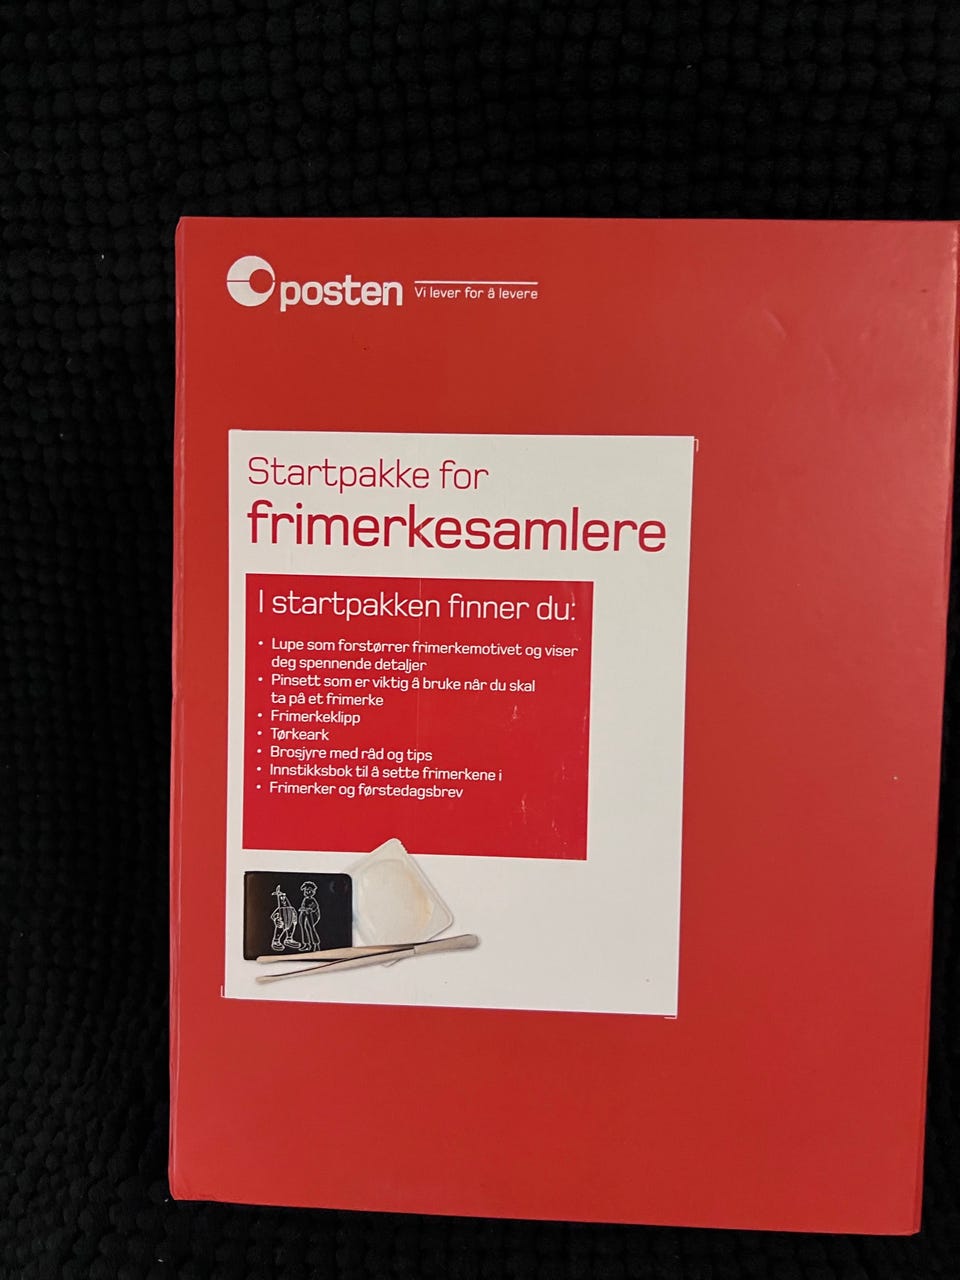 posten
Vi lever for å levere
Startpakke for
frimerkesamlere
I startpakken finner du:
• Lupe som forstørrer frimerkemotivet og viser
deg spennende detaljer
• Pinsett som er viktig å bruke når du skal
ta på et frimerke
• Frimerkeklipp
• Tørkeark
• Brosjyre med råd og tips
• Innstikksbok til å sette frimerkene i
• Frimerker og førstedagsbrev